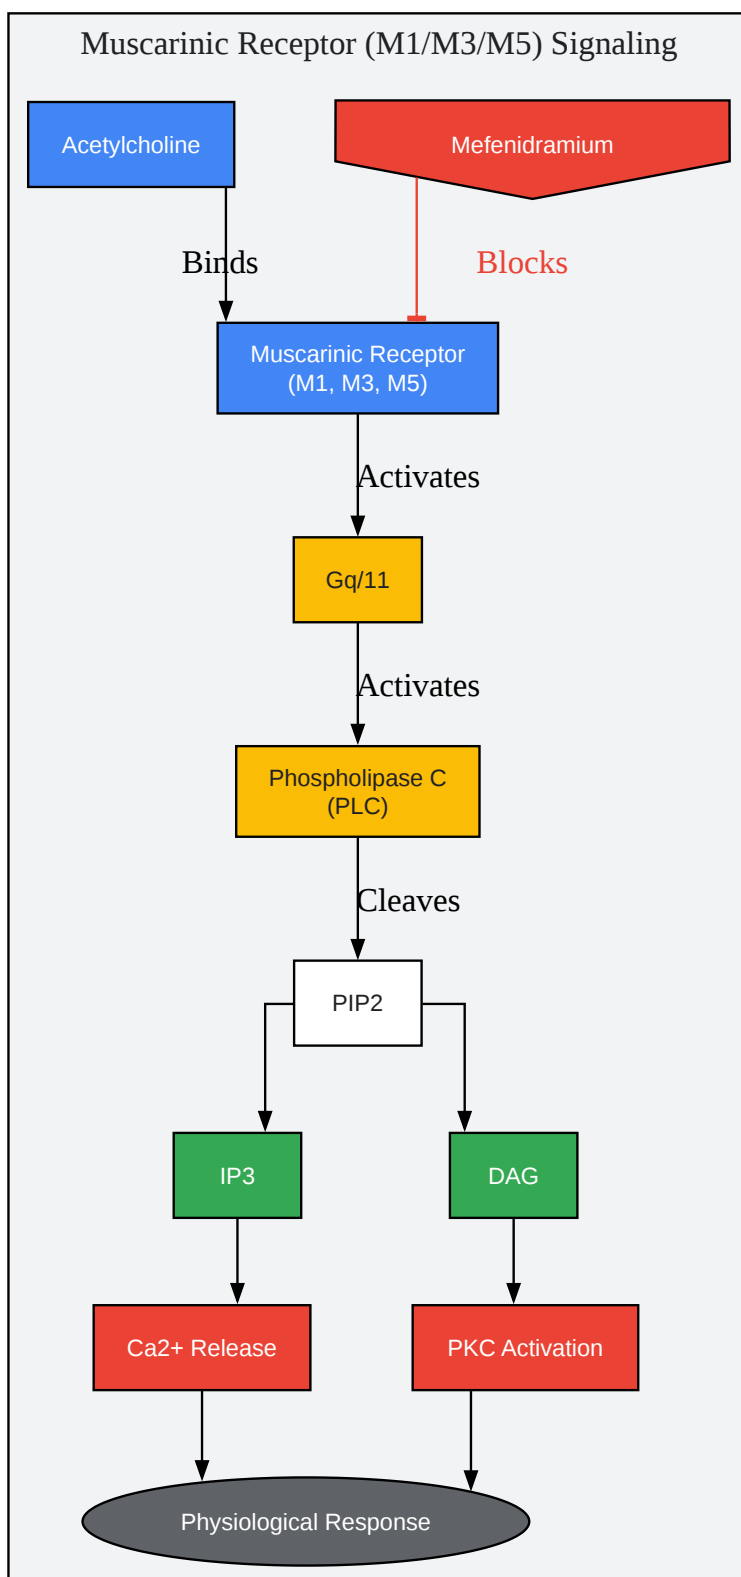 Muscarinic Receptor (M1/M3/M5) Signaling
Acetylcholine
Mefenidramium
Binds
Blocks
Muscarinic Receptor
(M1, M3, M5)
Activates
Gq/11
Activates
Phospholipase C
(PLC)
Cleaves
PIP2
IP3
DAG
Ca2+ Release
PKC Activation
Physiological Response